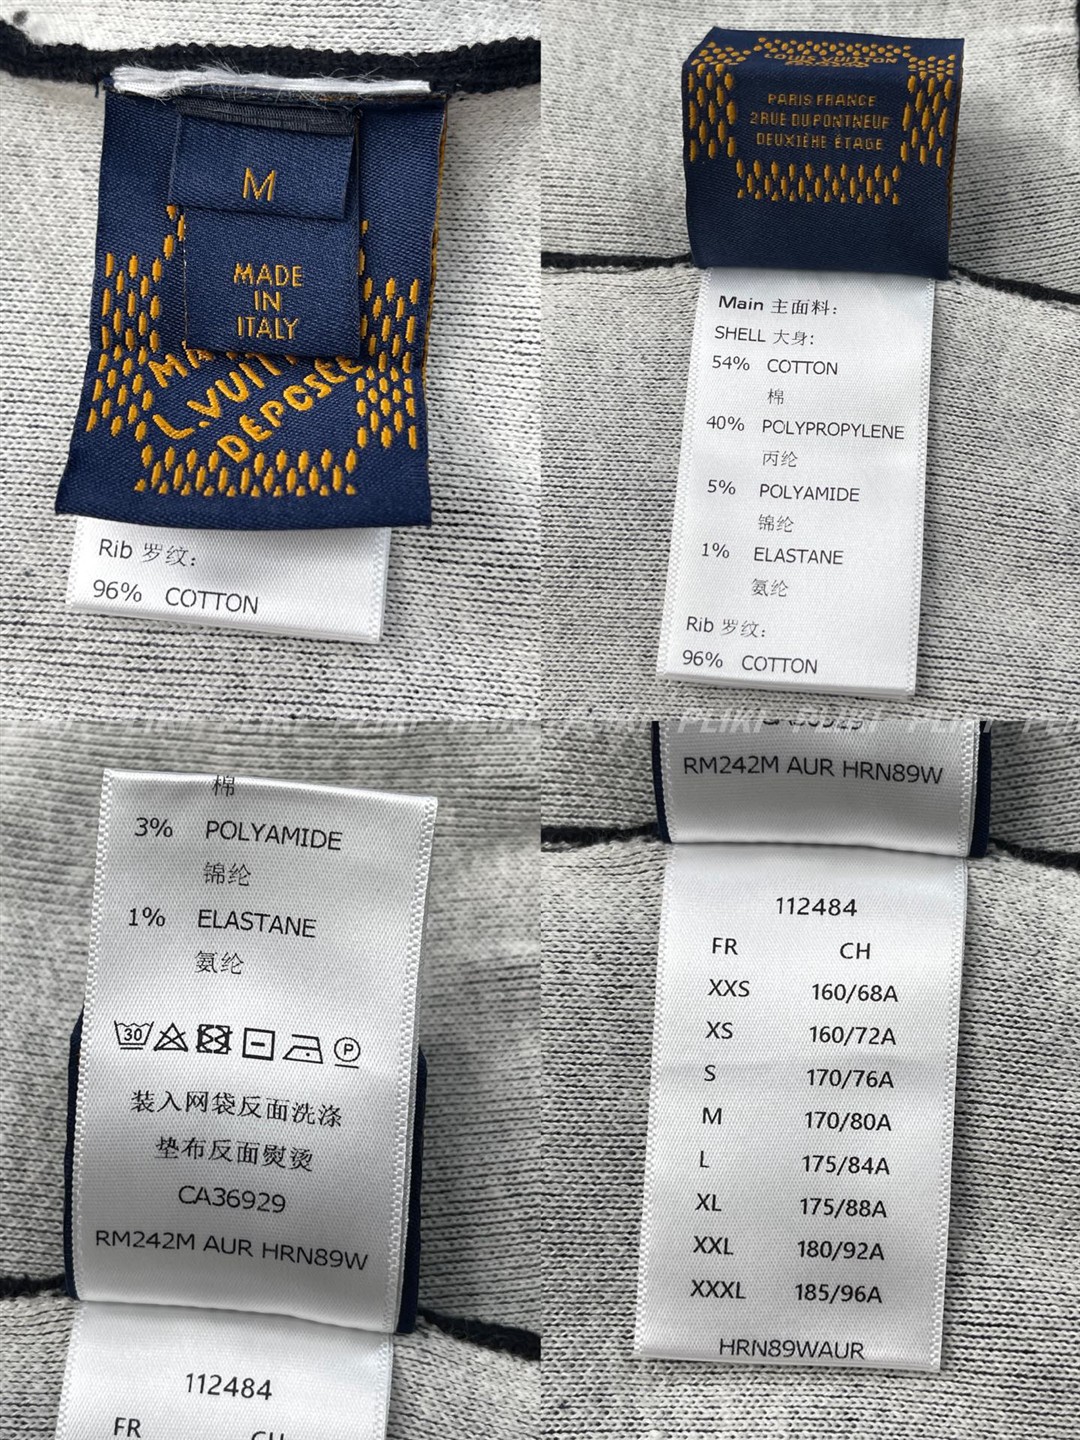 M
MADE
IN
ITALY
L.VUIT
DÉPOSÉE
Rib 罗纹:
96% COTTON
LOUIS VUITTON
PARIS FRANCE
2 RUE DU PONT NEUF
DEUXIÈME ÉTAGE
Main 主面料:
SHELL 大身:
54% COTTON
棉
40% POLYPROPYLENE
丙纶
5% POLYAMIDE
锦纶
1% ELASTANE
氨纶
Rib 罗纹:
96% COTTON
棉
3% POLYAMIDE
锦纶
1% ELASTANE
氨纶
30
P
装入网袋反面洗涤
垫布反面熨烫
CA36929
RM242M AUR HRN89W
112484
FR CH
CA36929
RM242M AUR HRN89W
112484
FR CH
XXS 160/68A
XS 160/72A
S 170/76A
M 170/80A
L 175/84A
XL 175/88A
XXL 180/92A
XXXL 185/96A
HRN89WAUR